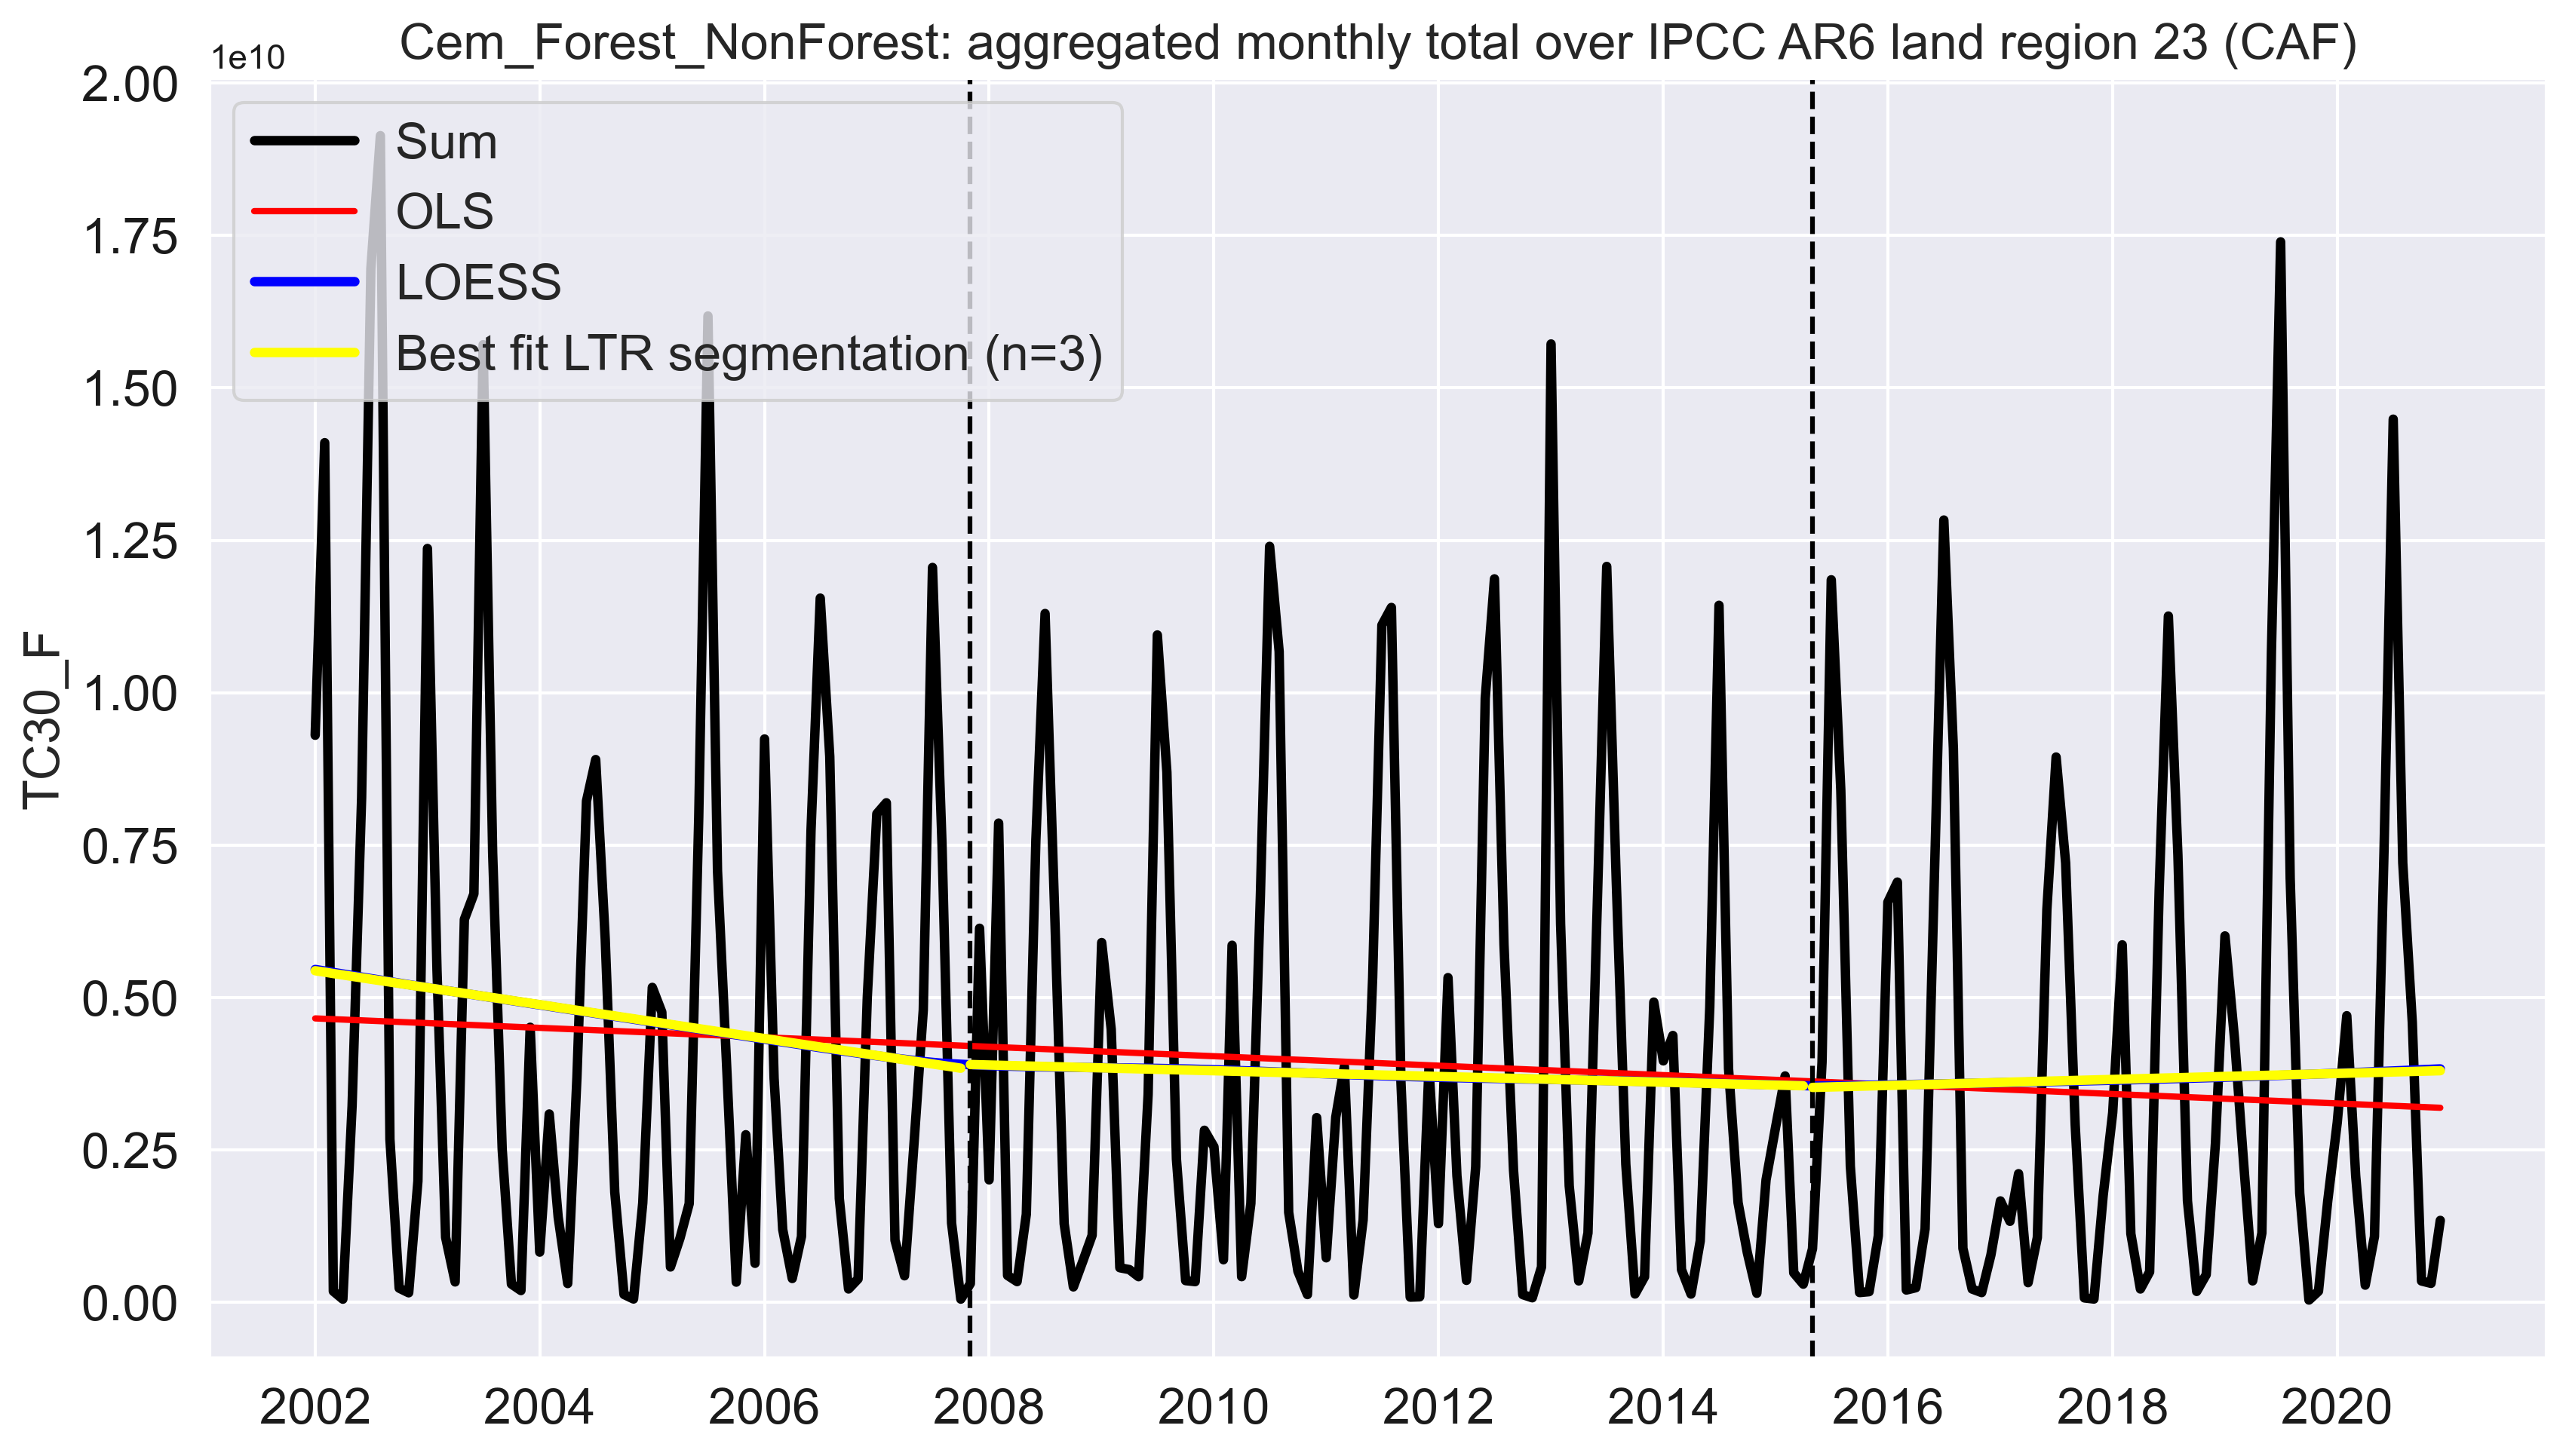 Cem_Forest_NonForest: aggregated monthly total over IPCC AR6 land region 23 (CAF)
1e10
2.00
1.75
1.50
1.25
1.00
0.75
0.50
0.25
0.00
TC30_F
Sum
OLS
LOESS
Best fit LTR segmentation (n=3)
2002 2004 2006 2008 2010 2012 2014 2016 2018 2020